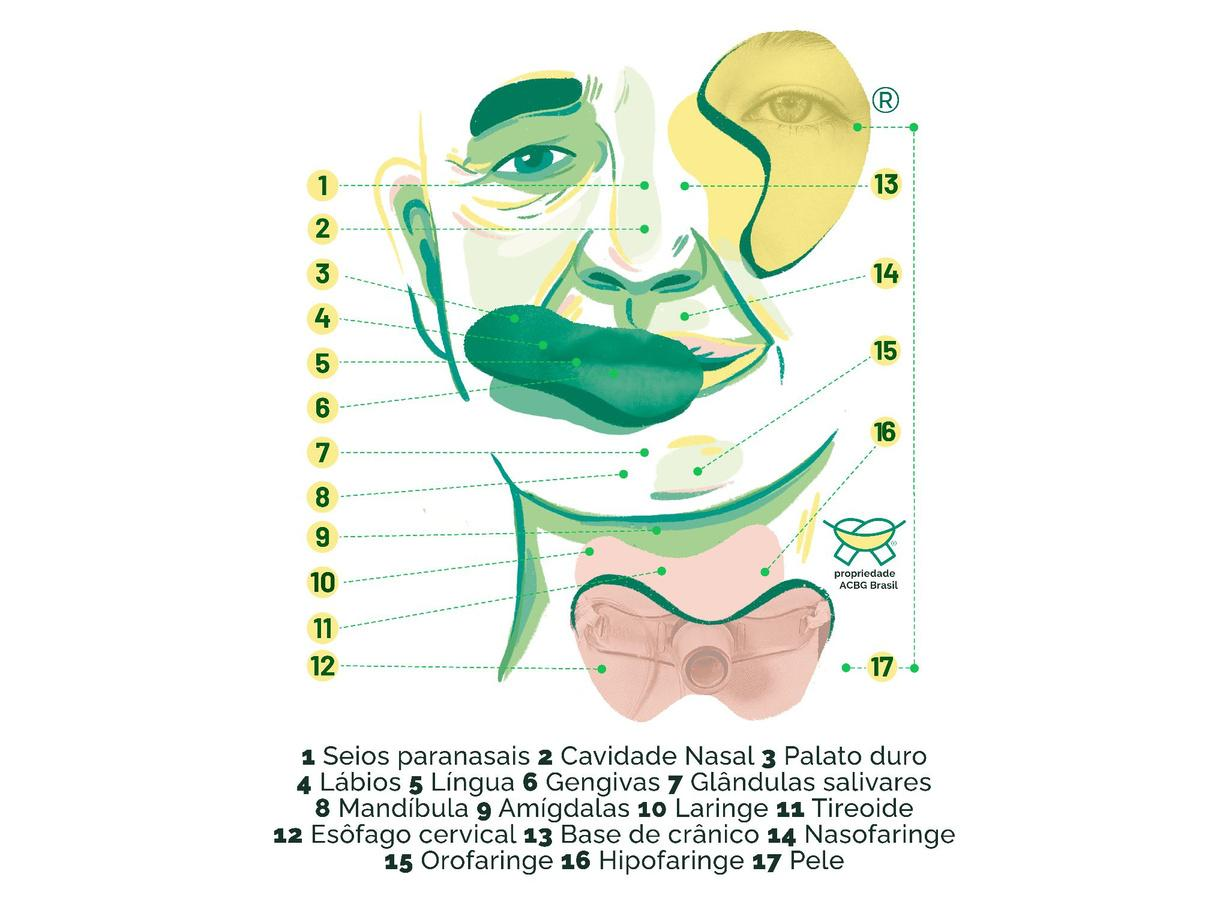 ®
1
13
2
3
14
4
15
5
6
16
7
8
9
10
propriedade
ACBG Brasil
11
12
17
1 Seios paranasais 2 Cavidade Nasal 3 Palato duro
4 Lábios 5 Língua 6 Gengivas 7 Glândulas salivares
8 Mandíbula 9 Amígdalas 10 Laringe 11 Tireoide
12 Esôfago cervical 13 Base de crânico 14 Nasofaringe
15 Orofaringe 16 Hipofaringe 17 Pele